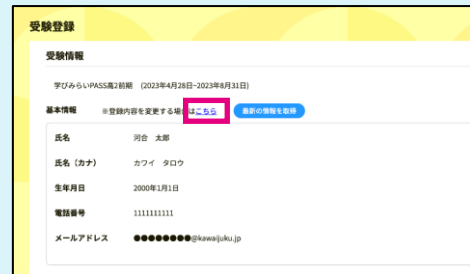 受験登録
受験情報
学びみらいPASS高2前期 (2023年4月28日~2023年8月31日)
基本情報 ※登録内容を変更する場合はこちら 最新の情報を取得
氏名 河合 太郎
氏名（カナ） カワイ タロウ
生年月日 2000年1月1日
電話番号 1111111111
メールアドレス ●●●●●●●●@kawaijuku.jp